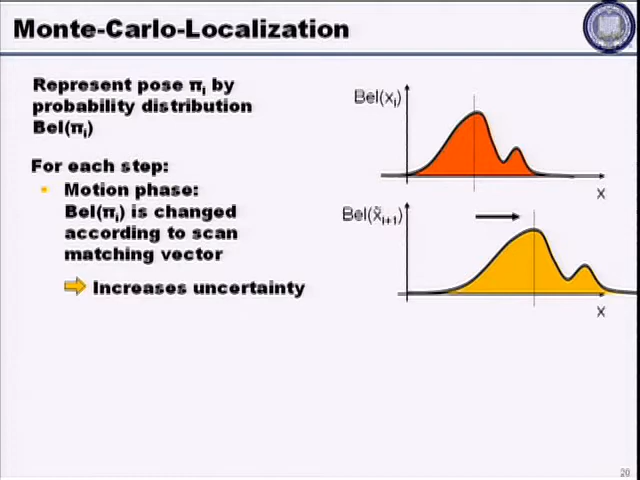 Monte-Carlo-Localization
Represent pose πᵢ by
probability distribution
Bel(πᵢ)
For each step:
Motion phase:
Bel(πᵢ) is changed
according to scan
matching vector
Increases uncertainty
Bel(xᵢ)
x
Bel(x̃ᵢ₊₁)
x
20